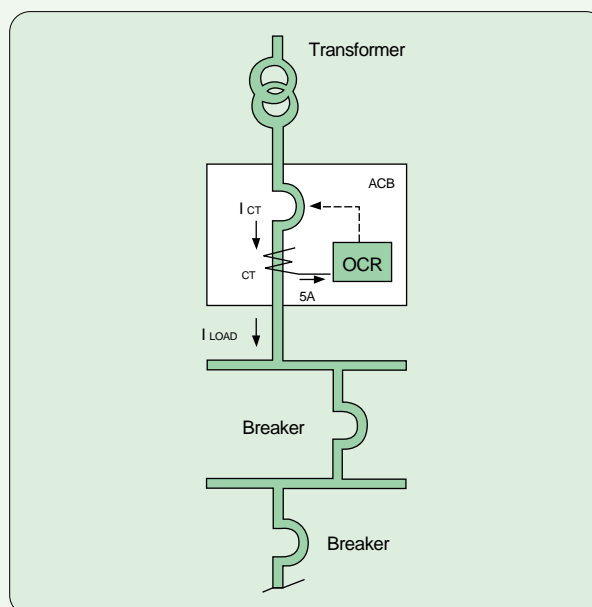 Transformer
ACB
I CT
OCR
CT
5A
I LOAD
Breaker
Breaker